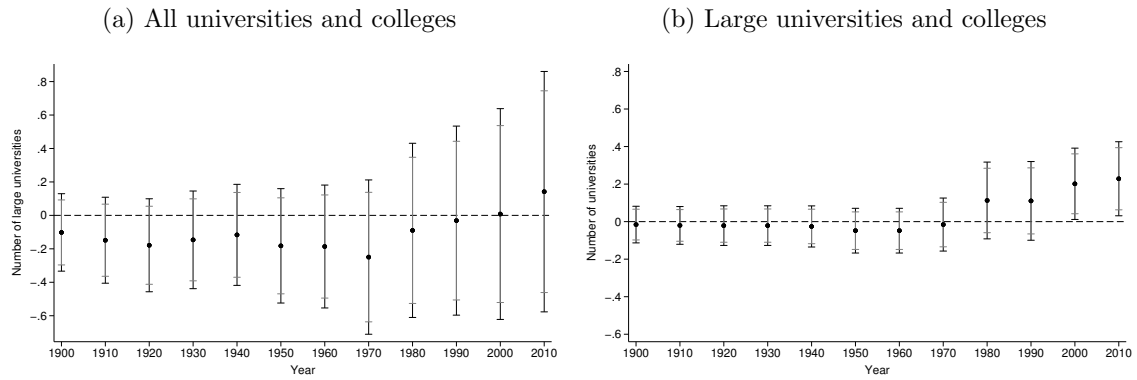 (a) All universities and colleges
Number of large universities
.8
.6
.4
.2
0
-.2
-.4
-.6
1900 1910 1920 1930 1940 1950 1960 1970 1980 1990 2000 2010
Year
(b) Large universities and colleges
Number of universities
.8
.6
.4
.2
0
-.2
-.4
-.6
1900 1910 1920 1930 1940 1950 1960 1970 1980 1990 2000 2010
Year